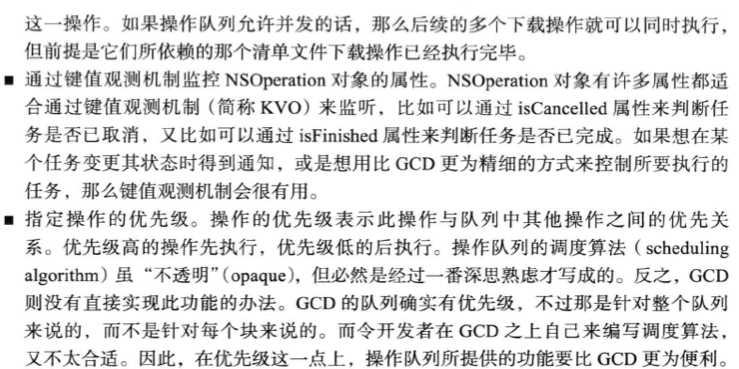 这一操作。如果操作队列允许并发的话，那么后续的多个下载操作就可以同时执行，
但前提是它们所依赖的那个清单文件下载操作已经执行完毕。
■ 通过键值观测机制监控 NSOperation 对象的属性。NSOperation 对象有许多属性都适
合通过键值观测机制（简称 KVO）来监听，比如可以通过 isCancelled 属性来判断任
务是否已取消，又比如可以通过 isFinished 属性来判断任务是否已完成。如果想在某
个任务变更其状态时得到通知，或是想用比 GCD 更为精细的方式来控制所要执行的
任务，那么键值观测机制会很有用。
■ 指定操作的优先级。操作的优先级表示此操作与队列中其他操作之间的优先关
系。优先级高的操作先执行，优先级低的后执行。操作队列的调度算法（scheduling
algorithm）虽“不透明”（opaque），但必然是经过一番深思熟虑才写成的。反之，GCD
则没有直接实现此功能的办法。GCD 的队列确实有优先级，不过那是针对整个队列
来说的，而不是针对每个块来说的。而令开发者在 GCD 之上自己来编写调度算法，
又不太合适。因此，在优先级这一点上，操作队列所提供的功能要比 GCD 更为便利。